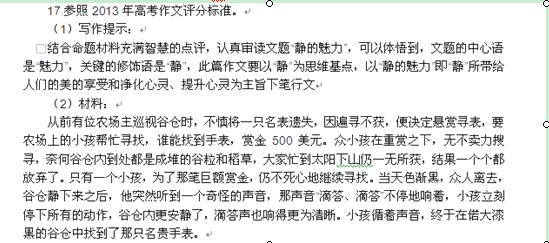 17.参照 2013 年高考作文评分标准。
（1）写作提示：
□结合命题材料充满智慧的点评，认真审读文题“静的魅力”，可以体悟到，文题的中心语
是“魅力”，关键的修饰语是“静”，此篇作文要以“静”为思维基点，以“静的魅力”即“静”所带给
人们的美的享受和净化心灵、提升心灵为主旨下笔行文
（2）材料：
从前有位农场主巡视谷仓时，不慎将一只名表遗失，因遍寻不获，便决定悬赏寻表，要
农场上的小孩帮忙寻找，谁能找到手表，赏金 500 美元。众小孩在重赏之下，无不卖力搜
寻，奈何谷仓内到处都是成堆的谷粒和稻草，大家忙到太阳下山仍一无所获，结果一个个都
放弃了。只有一个小孩，为了那笔巨额赏金，仍不死心地继续寻找。当天色渐黑，众人离去，
谷仓静下来之后，他突然听到一个奇怪的声音，那声音“滴答、滴答”不停地响着，小孩立刻
停下所有的动作，谷仓内更安静了，滴答声也响得更为清晰。小孩循着声音，终于在偌大漆
黑的谷仓中找到了那只名贵手表。